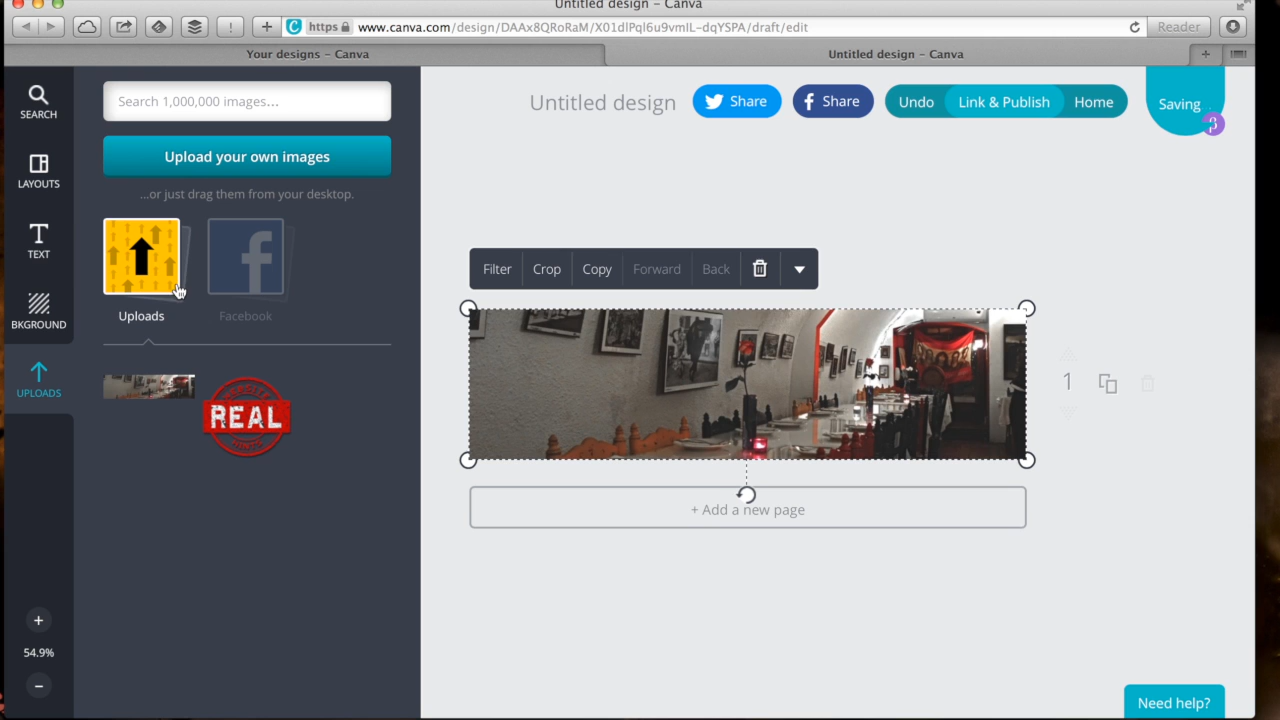 Untitled design – Canva
https www.canva.com/design/DAAx8QRoRaM/X01dlPql6u9vmIL-dqYSPA/draft/edit
Reader
Your designs – Canva
Untitled design – Canva
SEARCH
LAYOUTS
TEXT
BKGROUND
UPLOADS
54.9%
Search 1,000,000 images...
Upload your own images
...or just drag them from your desktop.
Uploads
Facebook
REAL
Untitled design
Share
Share
Undo
Link & Publish
Home
Saving
β
Filter
Crop
Copy
Forward
Back
1
+ Add a new page
Need help?